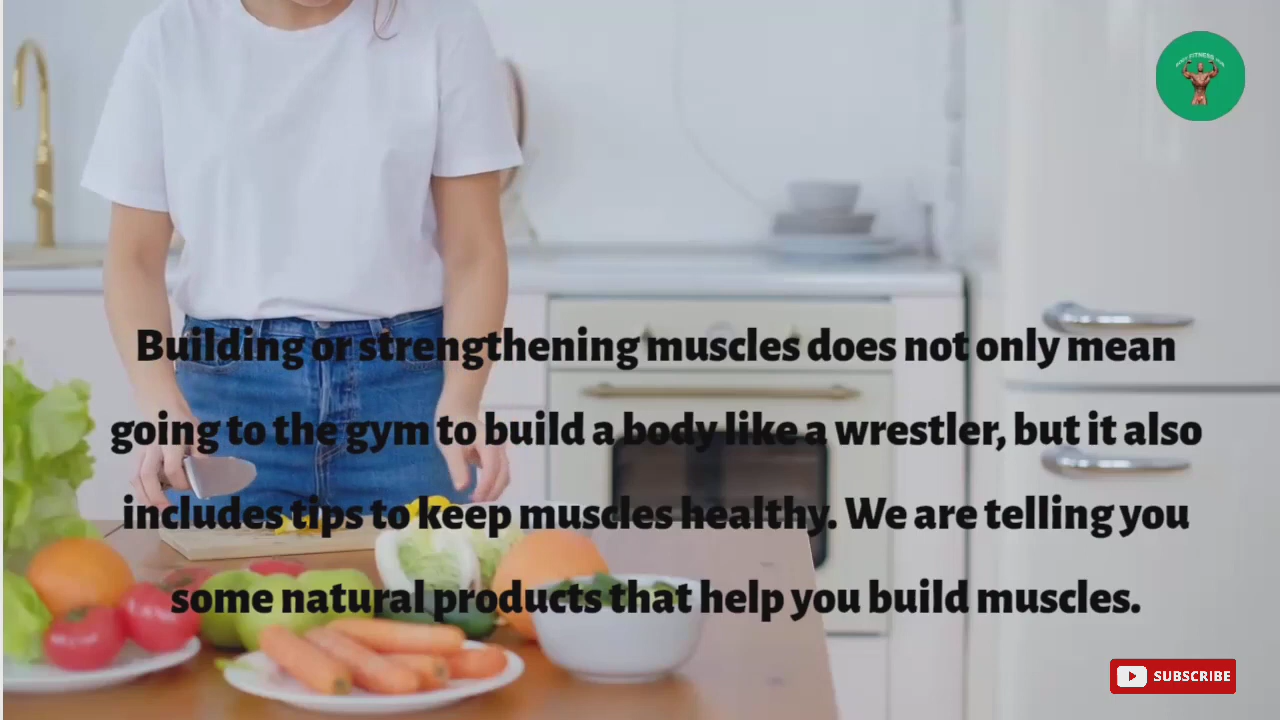 FITNESS
Building or strengthening muscles does not only mean
going to the gym to build a body like a wrestler, but it also
includes tips to keep muscles healthy. We are telling you
some natural products that help you build muscles.
SUBSCRIBE